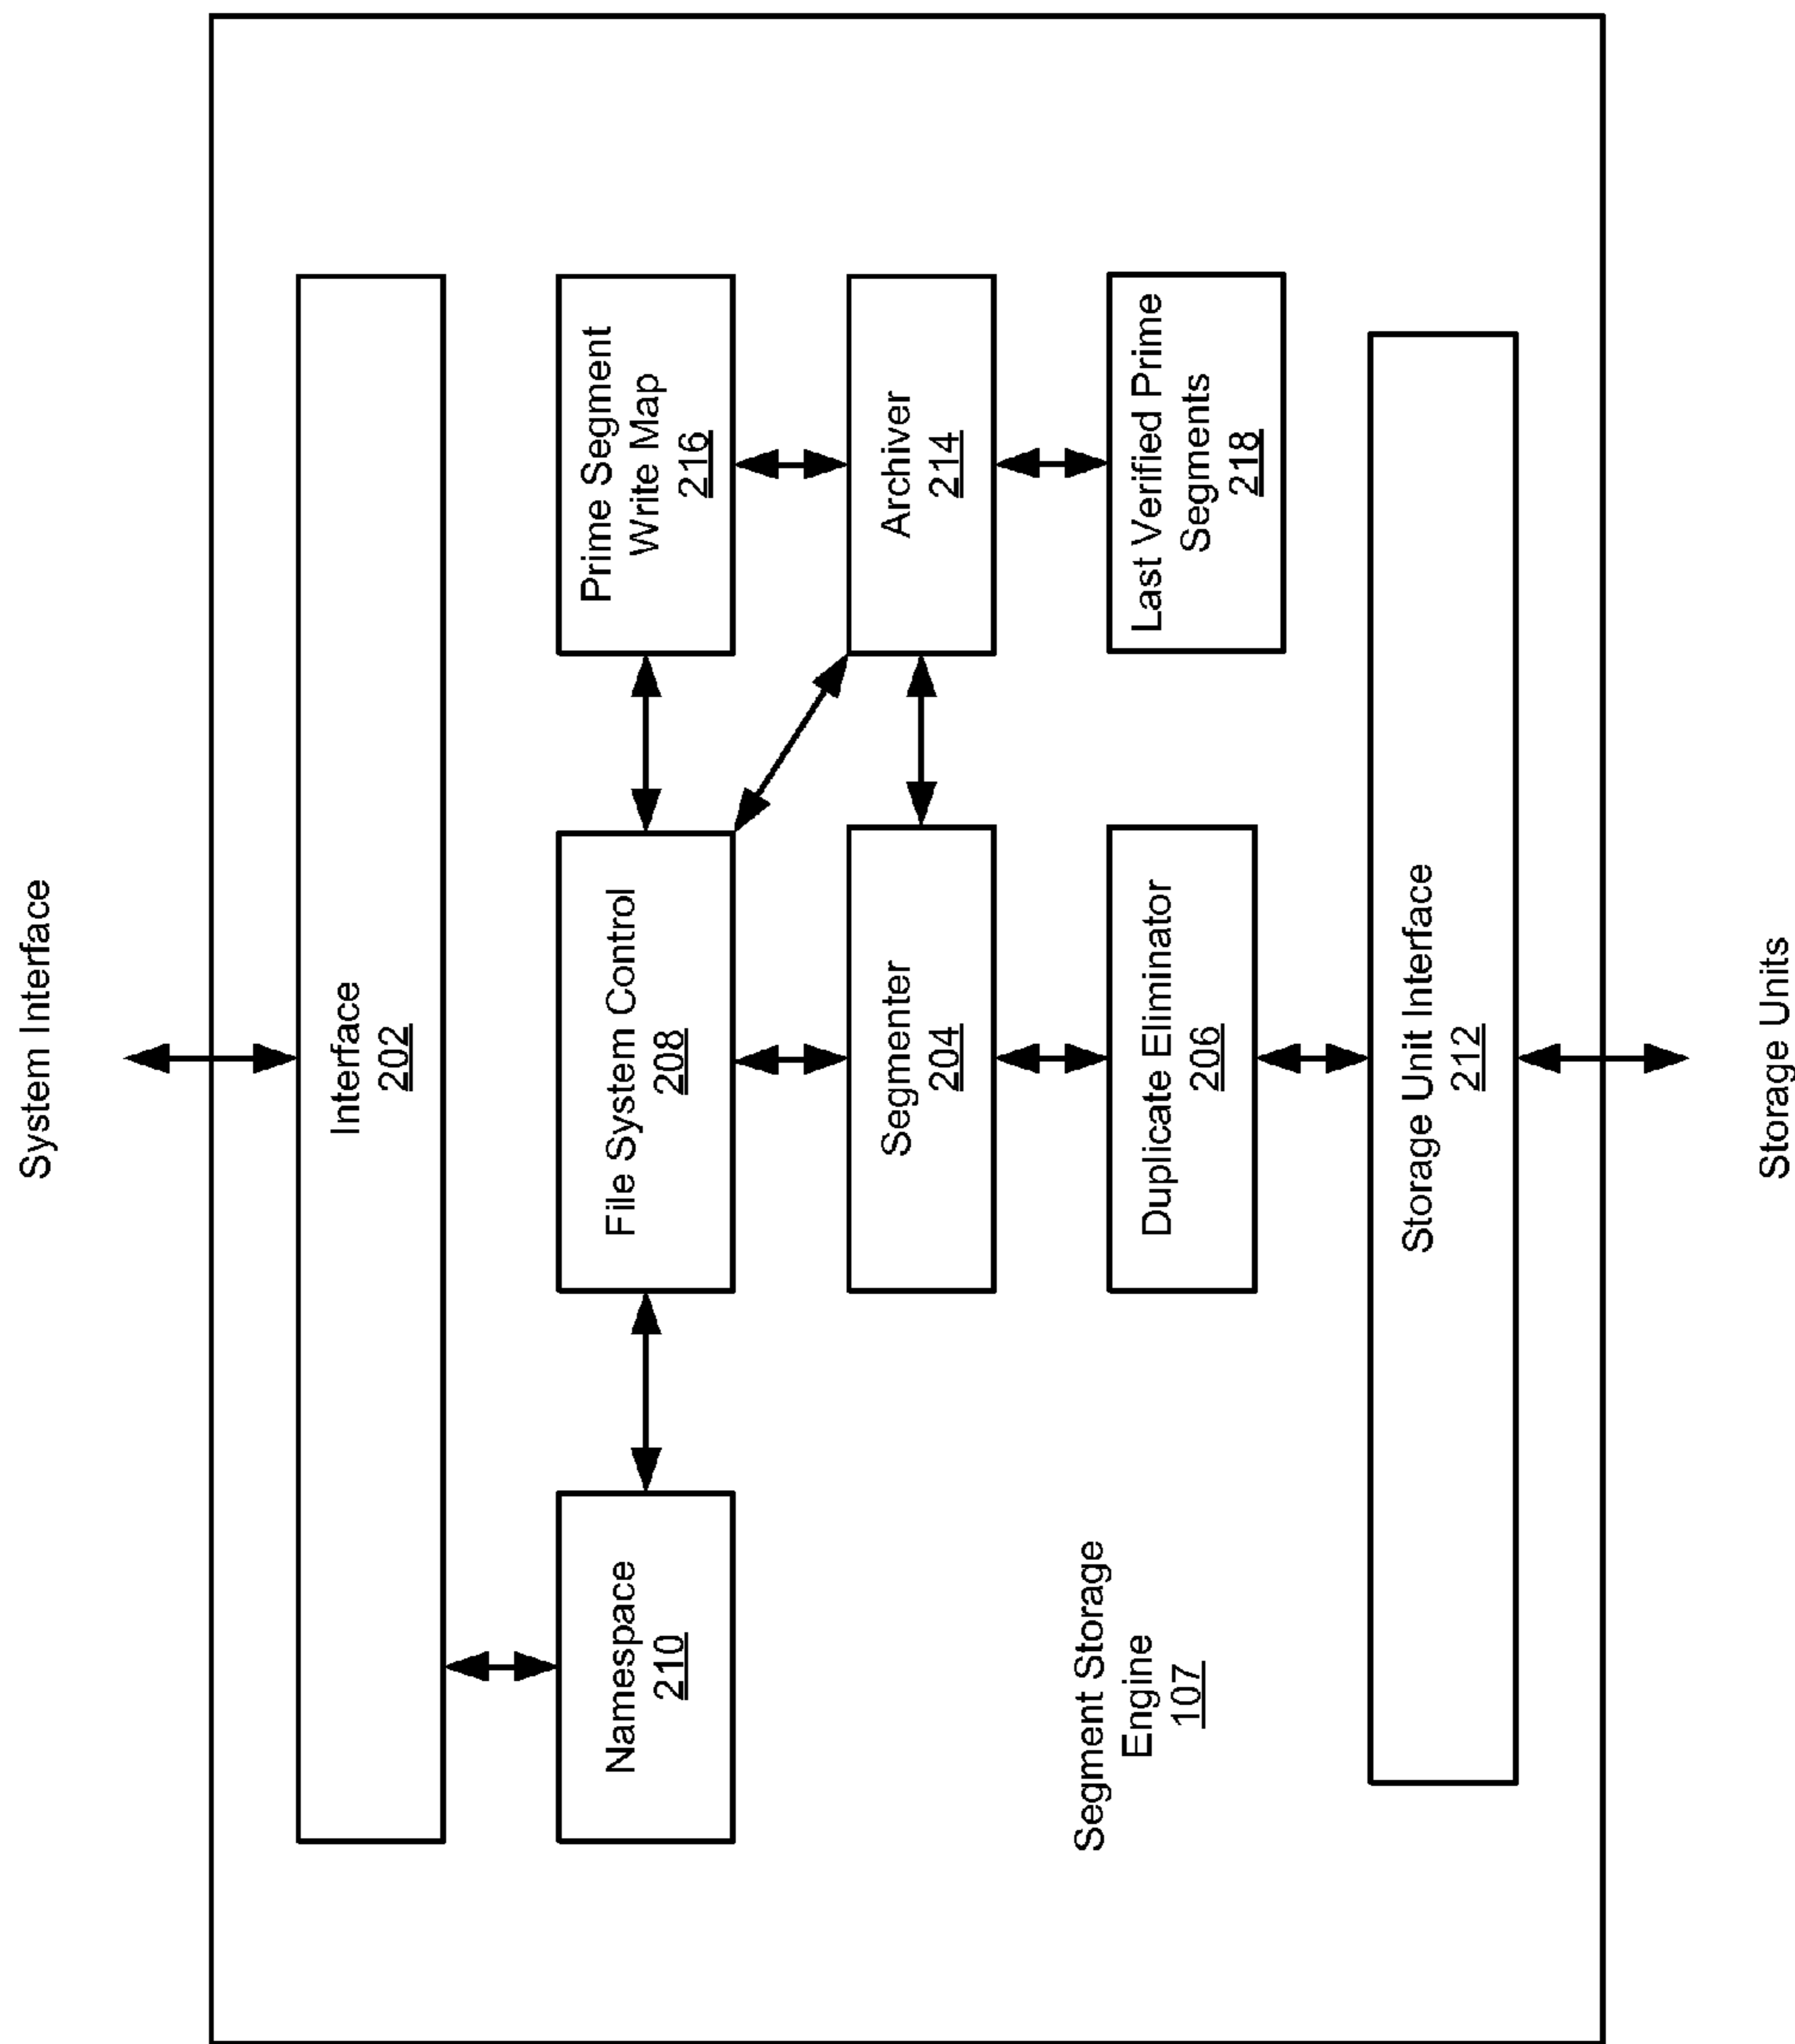 System Interface
Interface
202
Namespace
210
File System Control
208
Prime Segment
Write Map
216
Segmenter
204
Archiver
214
Segment Storage
Engine
107
Duplicate Eliminator
206
Last Verified Prime
Segments
218
Storage Unit Interface
212
Storage Units